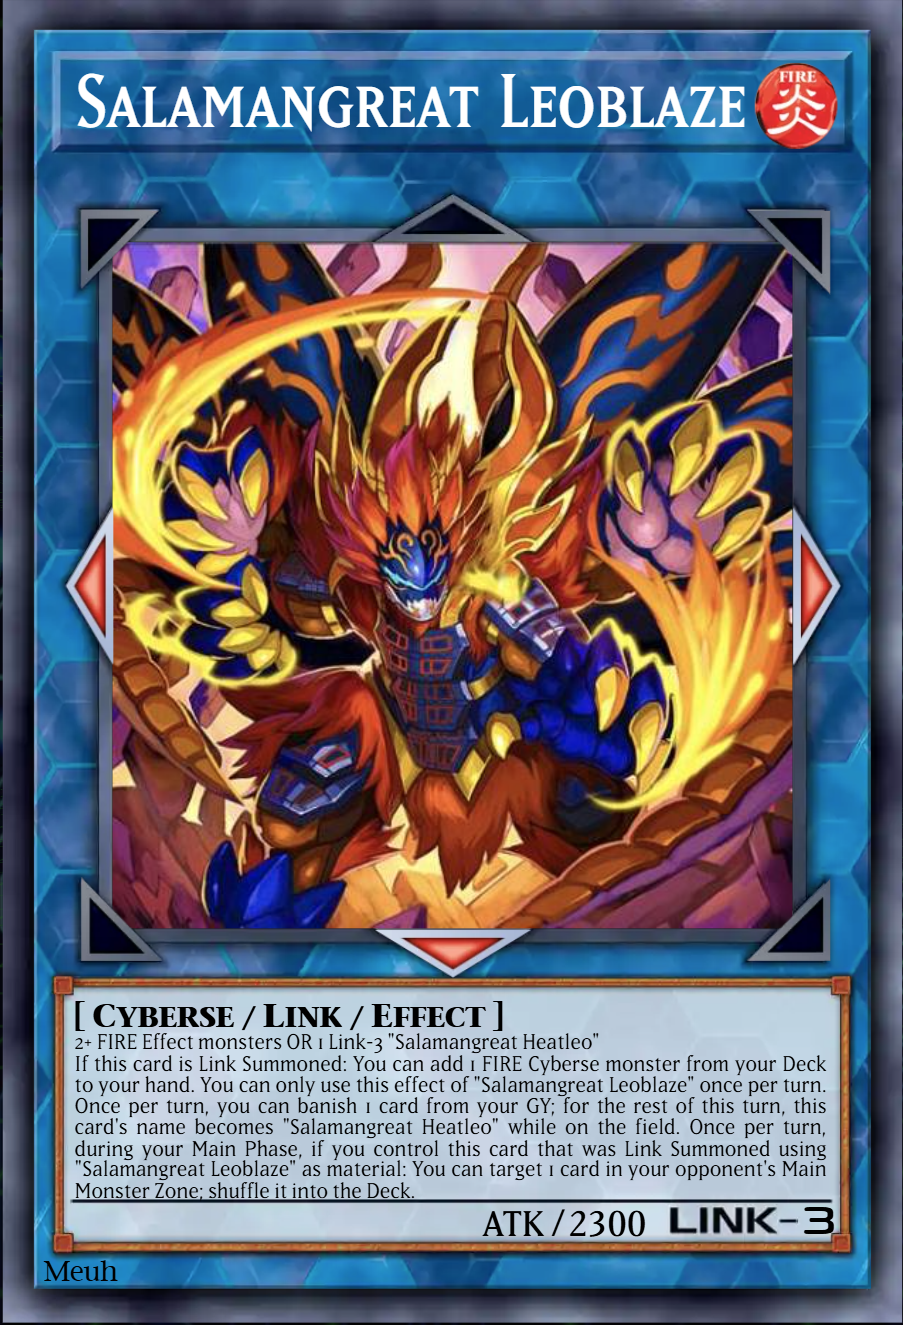 SALAMANGREAT LEOBLAZE
FIRE
炎
[ CYBERSE / LINK / EFFECT ]
2+ FIRE Effect monsters OR 1 Link-3 "Salamangreat Heatleo"
If this card is Link Summoned: You can add 1 FIRE Cyberse monster from your Deck
to your hand. You can only use this effect of "Salamangreat Leoblaze" once per turn.
Once per turn, you can banish 1 card from your GY; for the rest of this turn, this
card's name becomes "Salamangreat Heatleo" while on the field. Once per turn,
during your Main Phase, if you control this card that was Link Summoned using
"Salamangreat Leoblaze" as material: You can target 1 card in your opponent's Main
Monster Zone; shuffle it into the Deck.
ATK / 2300 LINK-3
Meuh